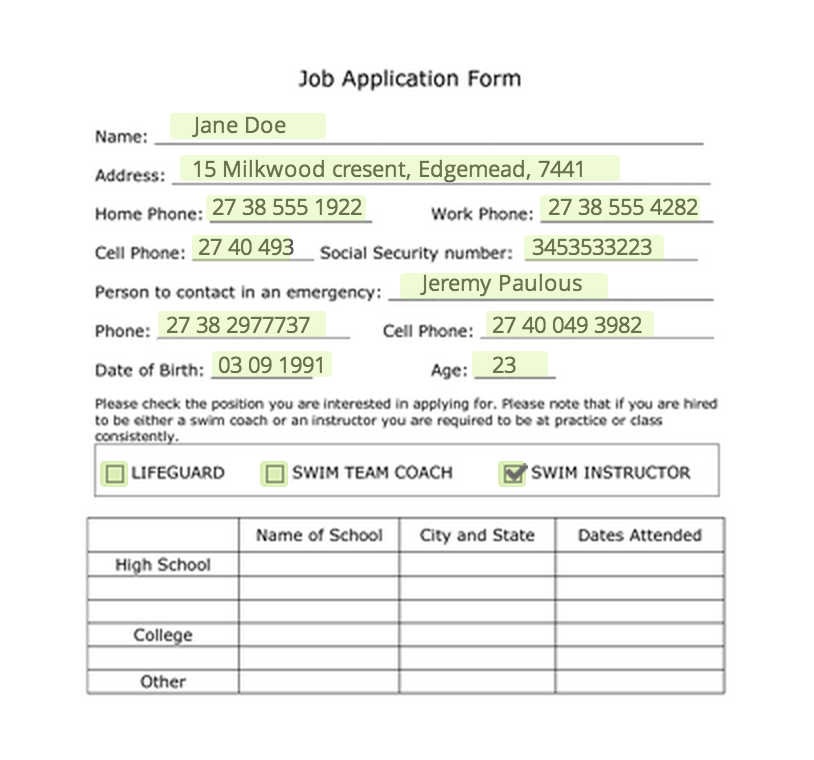 Job Application Form
Name: Jane Doe
Address: 15 Milkwood cresent, Edgemead, 7441
Home Phone: 27 38 555 1922 Work Phone: 27 38 555 4282
Cell Phone: 27 40 493 Social Security number: 3453533223
Person to contact in an emergency: Jeremy Paulous
Phone: 27 38 2977737 Cell Phone: 27 40 049 3982
Date of Birth: 03 09 1991 Age: 23
Please check the position you are interested in applying for. Please note that if you are hired
to be either a swim coach or an instructor you are required to be at practice or class
consistently.
LIFEGUARD SWIM TEAM COACH SWIM INSTRUCTOR
Name of School City and State Dates Attended
High School
College
Other